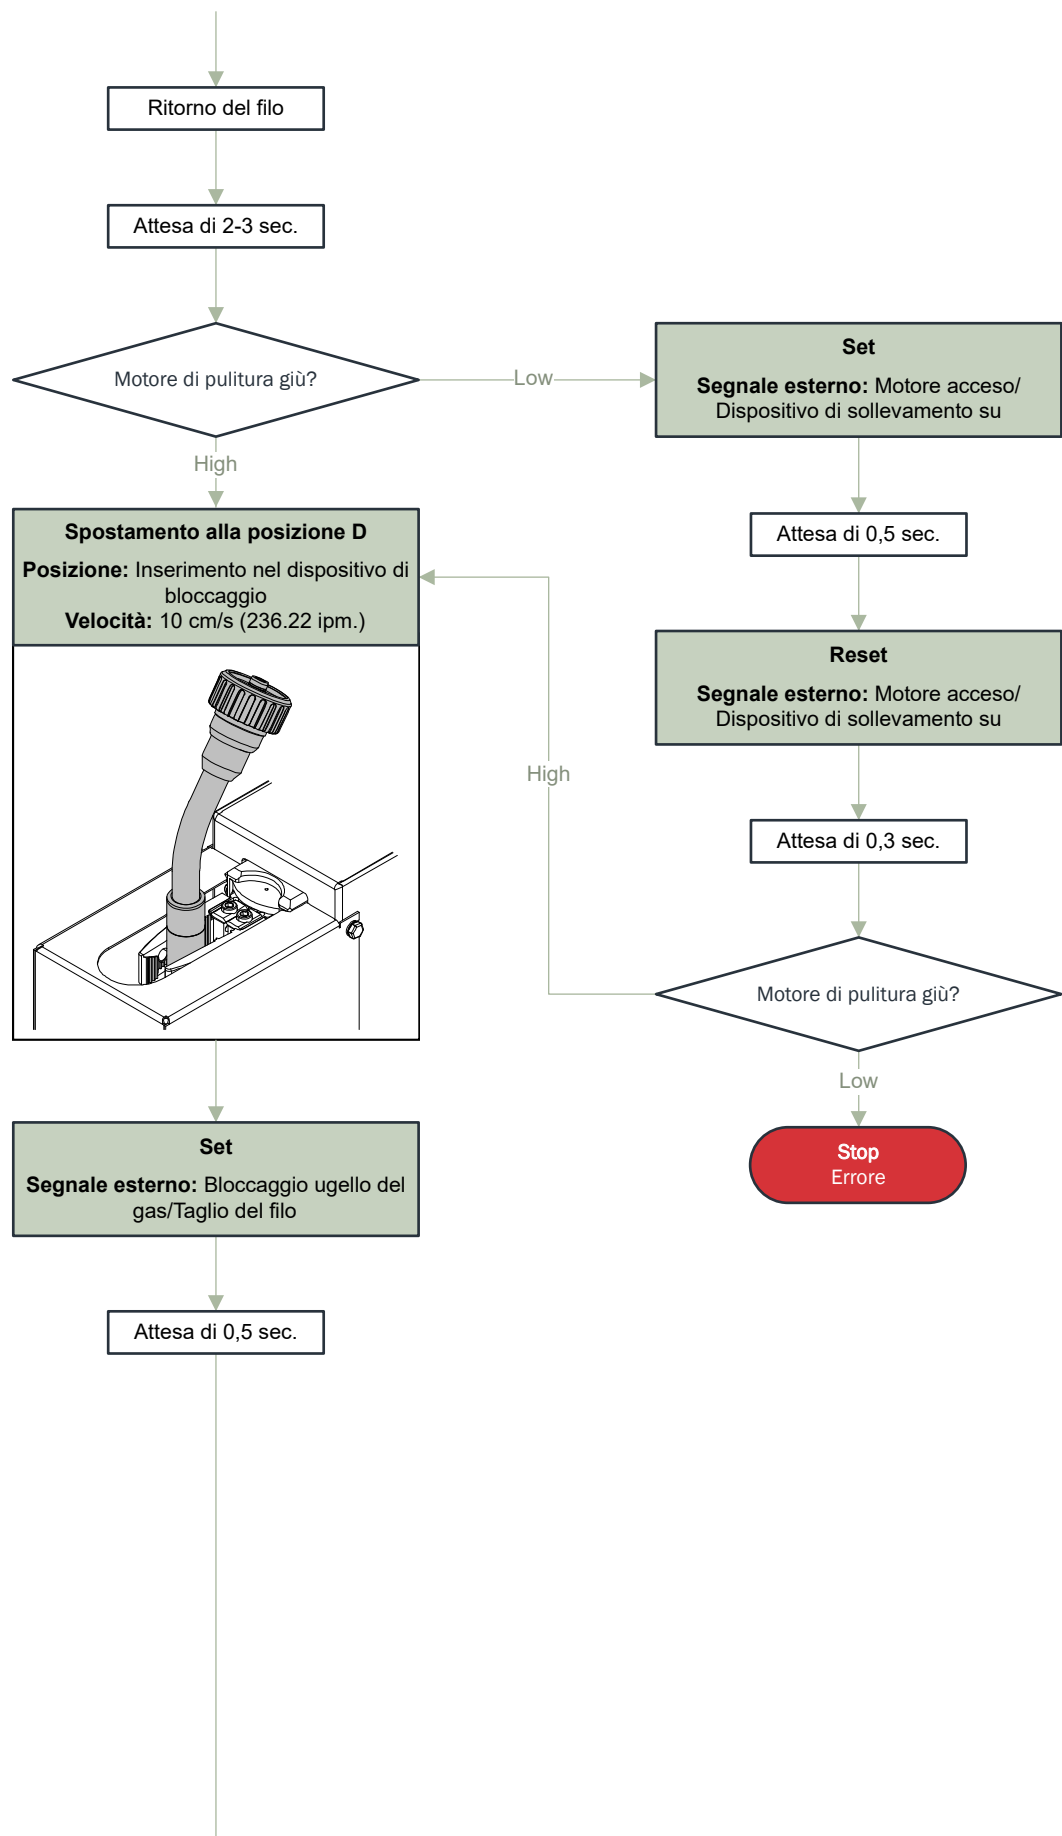 Ritorno del filo
Attesa di 2-3 sec.
Motore di pulitura giù?
Low
High
Set
Segnale esterno: Motore acceso/
Dispositivo di sollevamento su
Attesa di 0,5 sec.
Reset
Segnale esterno: Motore acceso/
Dispositivo di sollevamento su
Attesa di 0,3 sec.
Motore di pulitura giù?
High
Low
Stop
Errore
Spostamento alla posizione D
Posizione: Inserimento nel dispositivo di
bloccaggio
Velocità: 10 cm/s (236.22 ipm.)
Set
Segnale esterno: Bloccaggio ugello del
gas/Taglio del filo
Attesa di 0,5 sec.